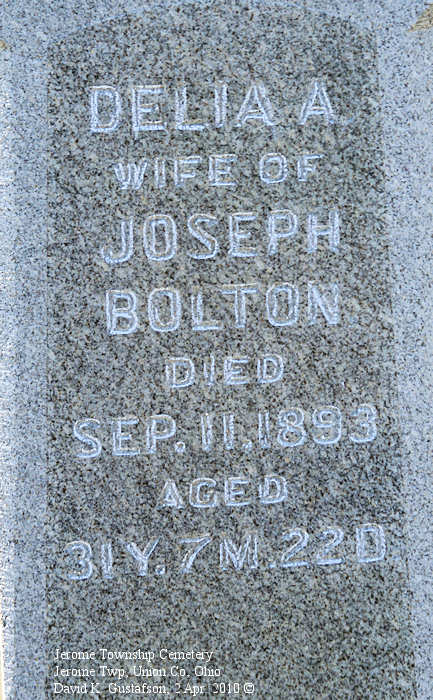 DELIA A
WIFE OF
JOSEPH
BOLTON
DIED
SEP. 11. 1893
AGED
31Y. 7M. 22D
Jerome Township Cemetery
Jerome Twp, Union Co, Ohio
David K. Gustafson, 2 Apr 2010 ©